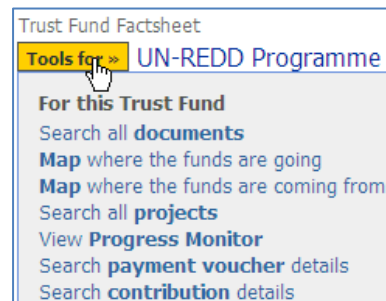 Trust Fund Factsheet
Tools for » UN-REDD Programme
For this Trust Fund
Search all documents
Map where the funds are going
Map where the funds are coming from
Search all projects
View Progress Monitor
Search payment voucher details
Search contribution details